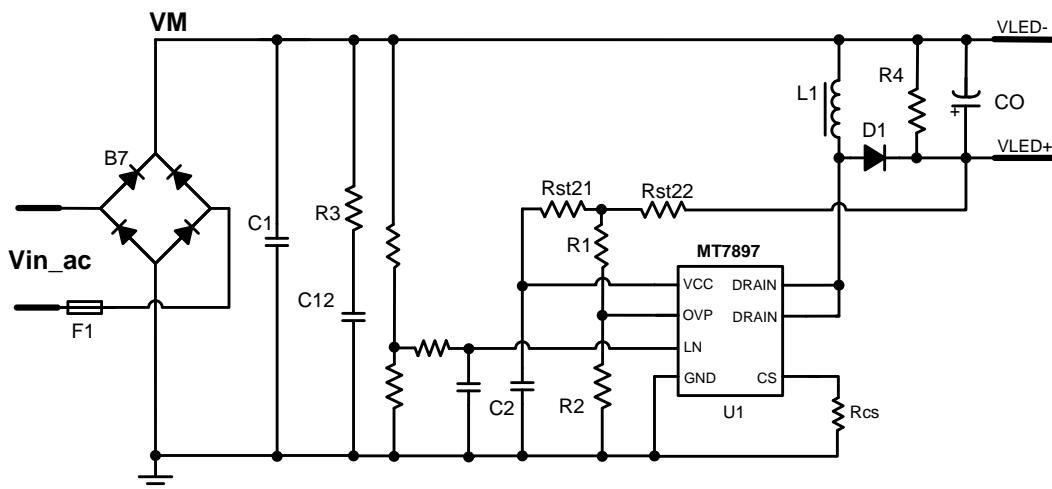 VM
VLED-
R4
L1
CO
+
D1
VLED+
B7
Rst21
Rst22
C1
R3
R1
MT7897
Vin_ac
VCC
DRAIN
C12
OVP
DRAIN
F1
LN
C2
R2
GND
CS
U1
Rcs